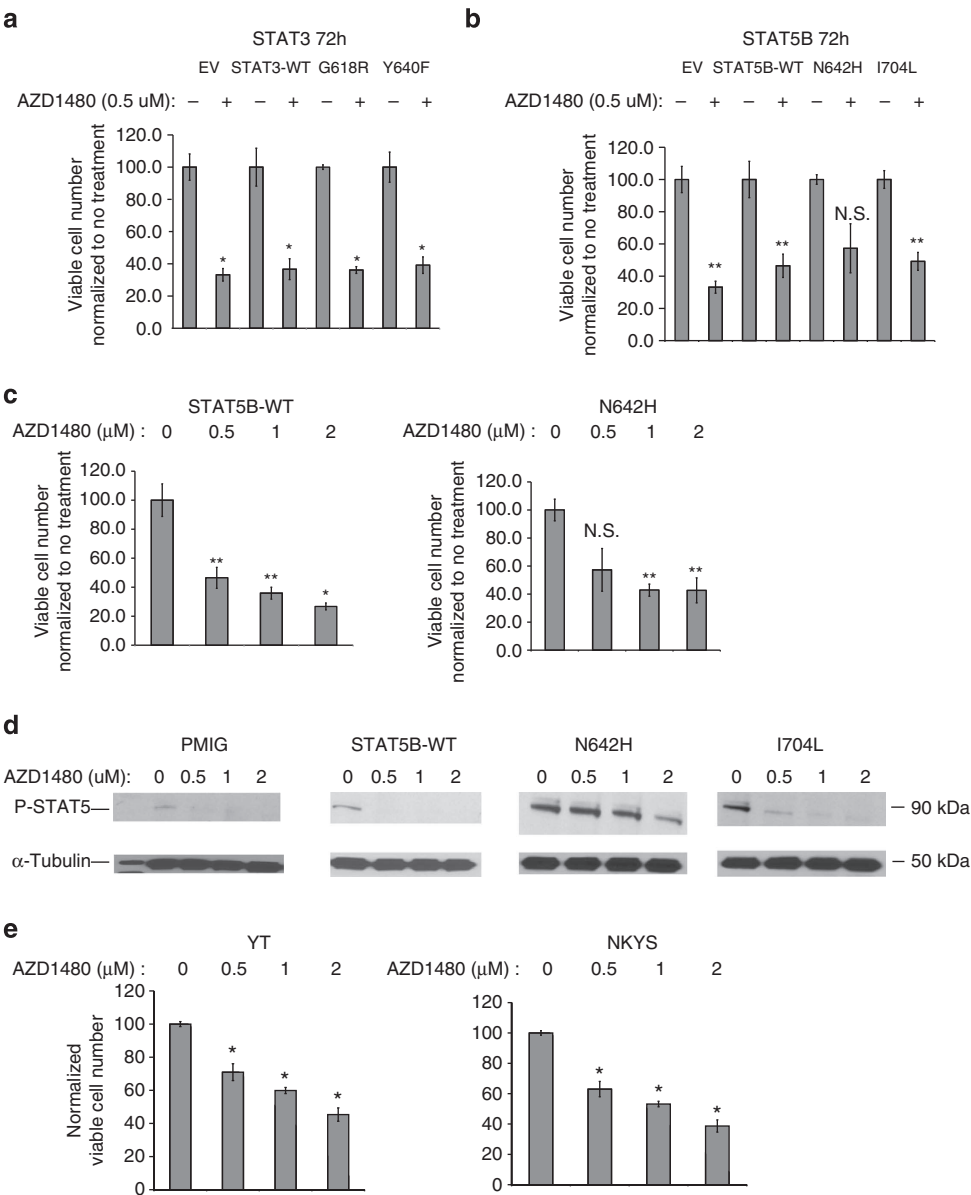 a
STAT3 72h
EV STAT3-WT G618R Y640F
AZD1480 (0.5 uM): – + – + – + – +
Viable cell number
normalized to no treatment
120.0
100.0
80.0
60.0
40.0
20.0
0.0
* * * *
b
STAT5B 72h
EV STAT5B-WT N642H I704L
AZD1480 (0.5 uM): – + – + – + – +
Viable cell number
normalized to no treatment
120.0
100.0
80.0
60.0
40.0
20.0
0.0
** ** N.S. **
c
STAT5B-WT
AZD1480 (μM) : 0 0.5 1 2
Viable cell number
normalized to no treatment
120.0
100.0
80.0
60.0
40.0
20.0
0.0
** ** *
N642H
AZD1480 (μM) : 0 0.5 1 2
Viable cell number
normalized to no treatment
120.0
100.0
80.0
60.0
40.0
20.0
0.0
N.S. ** **
d
PMIG STAT5B-WT N642H I704L
AZD1480 (uM): 0 0.5 1 2 0 0.5 1 2 0 0.5 1 2 0 0.5 1 2
P-STAT5— – 90 kDa
α-Tubulin— – 50 kDa
e
YT
AZD1480 (μM) : 0 0.5 1 2
Normalized
viable cell number
120
100
80
60
40
20
0
* * *
NKYS
AZD1480 (μM) : 0 0.5 1 2
120
100
80
60
40
20
0
* * *